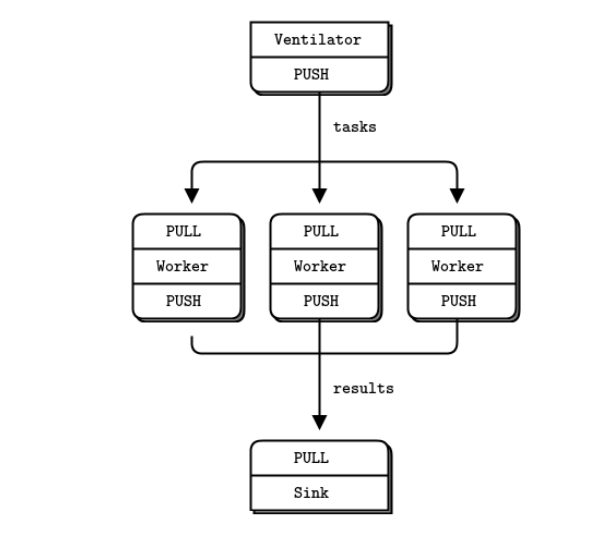 Ventilator
PUSH
tasks
PULL PULL PULL
Worker Worker Worker
PUSH PUSH PUSH
results
PULL
Sink